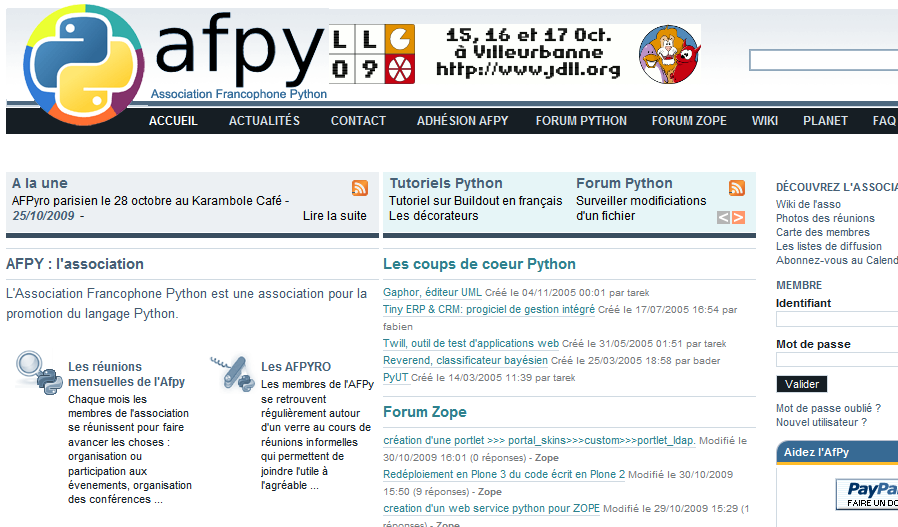 afpy
Association Francophone Python
LL
09
15, 16 et 17 Oct.
à Villeurbanne
http://www.jdll.org
ACCUEIL ACTUALITÉS CONTACT ADHÉSION AFPY FORUM PYTHON FORUM ZOPE WIKI PLANET FAQ
A la une
AFPyro parisien le 28 octobre au Karambole Café -
25/10/2009 -
Lire la suite
Tutoriels Python
Tutoriel sur Buildout en français
Les décorateurs
Forum Python
Surveiller modificiations
d'un fichier
< >
AFPY : l'association
L'Association Francophone Python est une association pour la
promotion du langage Python.
Les réunions
mensuelles de l'Afpy
Chaque mois les
membres de l'association
se réunissent pour faire
avancer les choses :
organisation ou
participation aux
évenements, organisation
des conférences ...
Les AFPYRO
Les membres de l'AFPy
se retrouvent
régulièrement autour
d'un verre au cours de
réunions informelles
qui permettent de
joindre l'utile à
l'agréable ...
Les coups de coeur Python
Gaphor, éditeur UML Créé le 04/11/2005 00:01 par tarek
Tiny ERP & CRM: progiciel de gestion intégré Créé le 17/07/2005 16:54 par
fabien
Twill, outil de test d'applications web Créé le 31/05/2005 01:51 par tarek
Reverend, classificateur bayésien Créé le 25/03/2005 18:58 par bader
PyUT Créé le 14/03/2005 11:39 par tarek
Forum Zope
création d'une portlet >>> portal_skins>>>custom>>>portlet_ldap. Modifié le
30/10/2009 16:01 (0 réponses) - Zope
Redéploiement en Plone 3 du code écrit en Plone 2 Modifié le 30/10/2009
15:50 (9 réponses) - Zope
creation d'un web service python pour ZOPE Modifié le 29/10/2009 15:29 (1
réponses) - Zope
DÉCOUVREZ L'ASSOCIA
Wiki de l'asso
Photos des réunions
Carte des membres
Les listes de diffusion
Abonnez-vous au Calend
MEMBRE
Identifiant
Mot de passe
Valider
Mot de passe oublié ?
Nouvel utilisateur ?
Aidez l'AfPy
PayPa
FAIRE UN DO